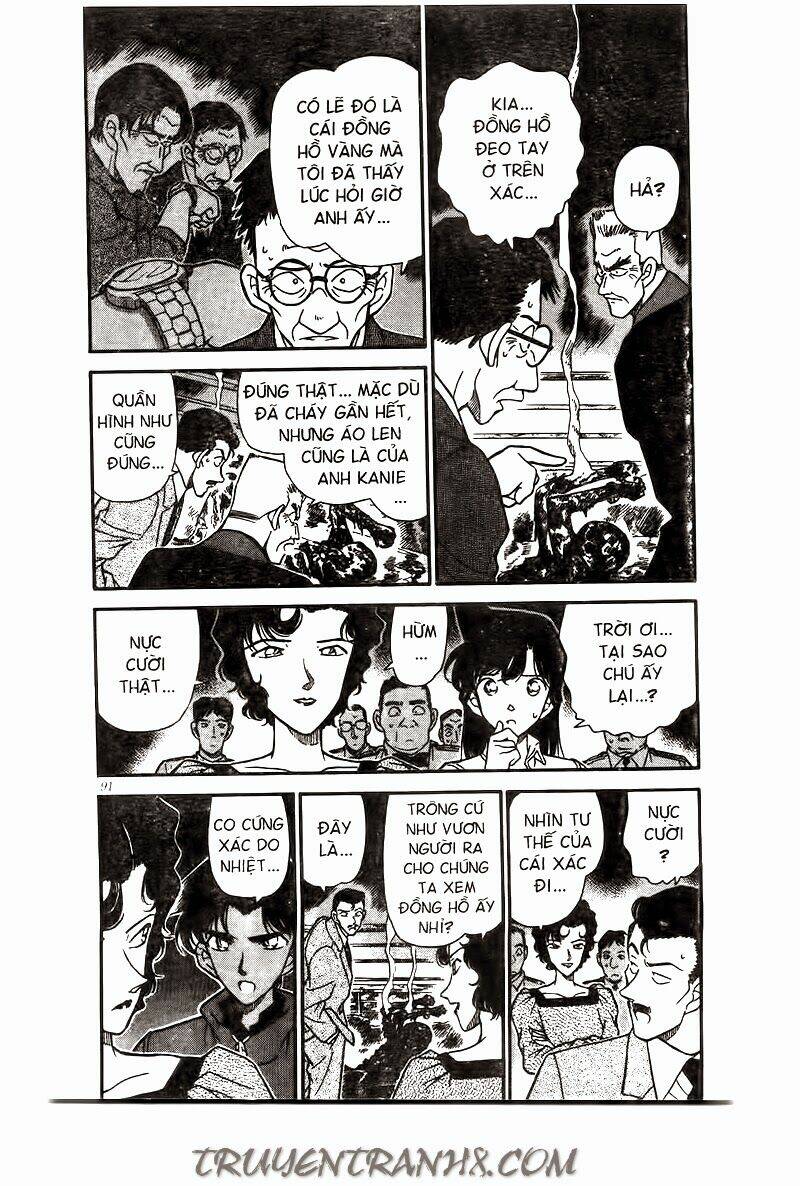 KIA...
ĐỒNG HỒ
ĐEO TAY
Ở TRÊN
XÁC...
HẢ?
CÓ LẼ ĐÓ LÀ
CÁI ĐỒNG
HỒ VÀNG MÀ
TÔI ĐÃ THẤY
LÚC HỎI GIỜ
ANH ẤY...
ĐÚNG THẬT... MẶC DÙ
ĐÃ CHÁY GẦN HẾT,
NHƯNG ÁO LEN
CŨNG LÀ CỦA
ANH KANIE
...
QUẦN
HÌNH NHƯ
CŨNG
ĐÚNG...
TRỜI ƠI...
TẠI SAO
CHÚ ẤY
LẠI...?
HỪM
...
NỰC
CƯỜI
THẬT...
91
NỰC
CƯỜI
?
NHÌN TƯ
THẾ CỦA
CÁI XÁC
ĐI...
TRÔNG CỨ
NHƯ VƯƠN
NGƯỜI RA
CHO CHÚNG
TA XEM
ĐỒNG HỒ ẤY
NHỈ?
ĐÂY
LÀ...
CO CỨNG
XÁC DO
NHIỆT...
TRUYENTRANH8.COM